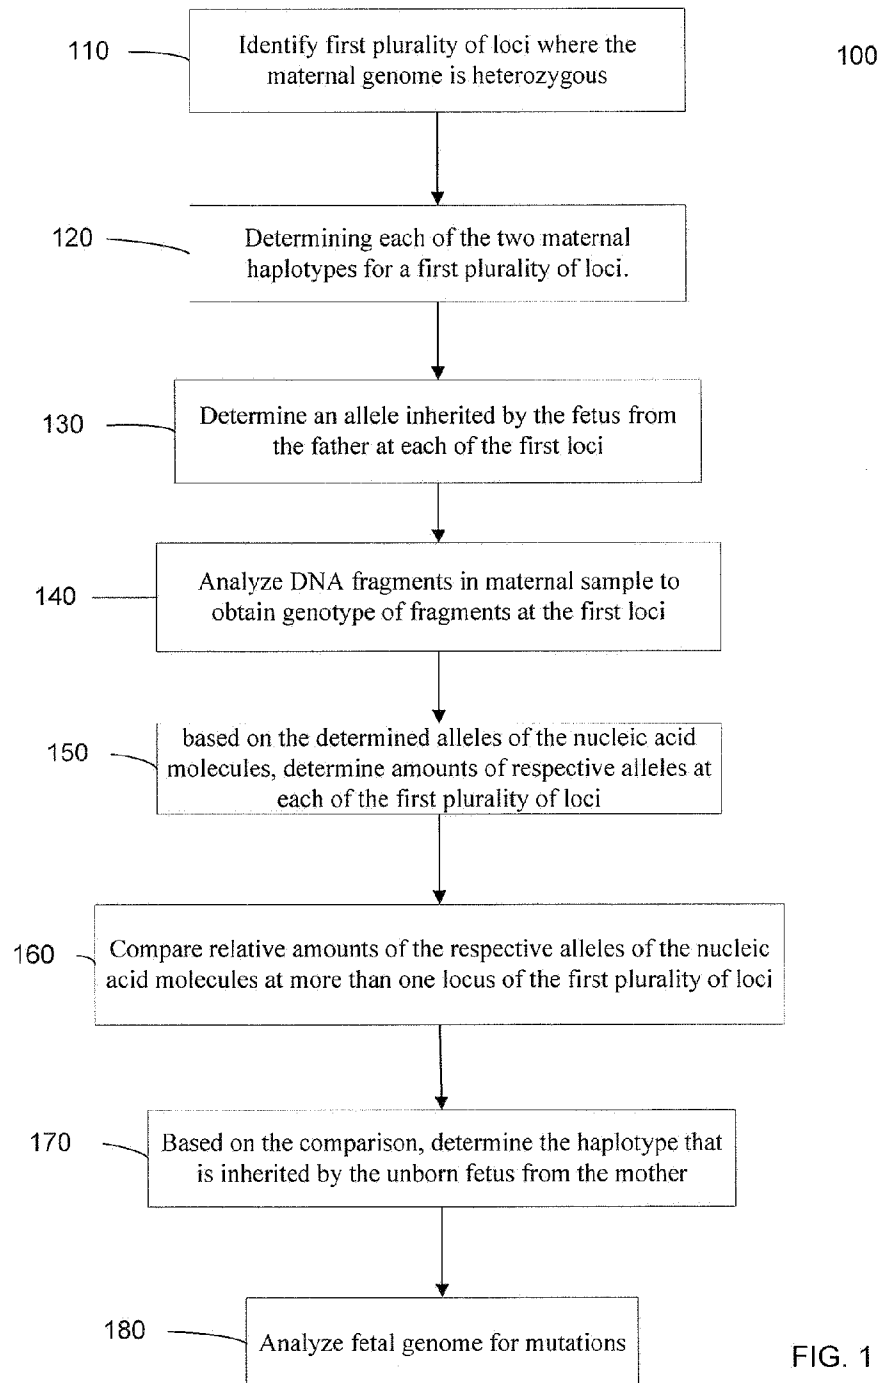 110
Identify first plurality of loci where the
maternal genome is heterozygous
100
120
Determining each of the two maternal
haplotypes for a first plurality of loci.
130
Determine an allele inherited by the fetus from
the father at each of the first loci
140
Analyze DNA fragments in maternal sample to
obtain genotype of fragments at the first loci
150
based on the determined alleles of the nucleic acid
molecules, determine amounts of respective alleles at
each of the first plurality of loci
160
Compare relative amounts of the respective alleles of the nucleic
acid molecules at more than one locus of the first plurality of loci
170
Based on the comparison, determine the haplotype that
is inherited by the unborn fetus from the mother
180
Analyze fetal genome for mutations
FIG. 1